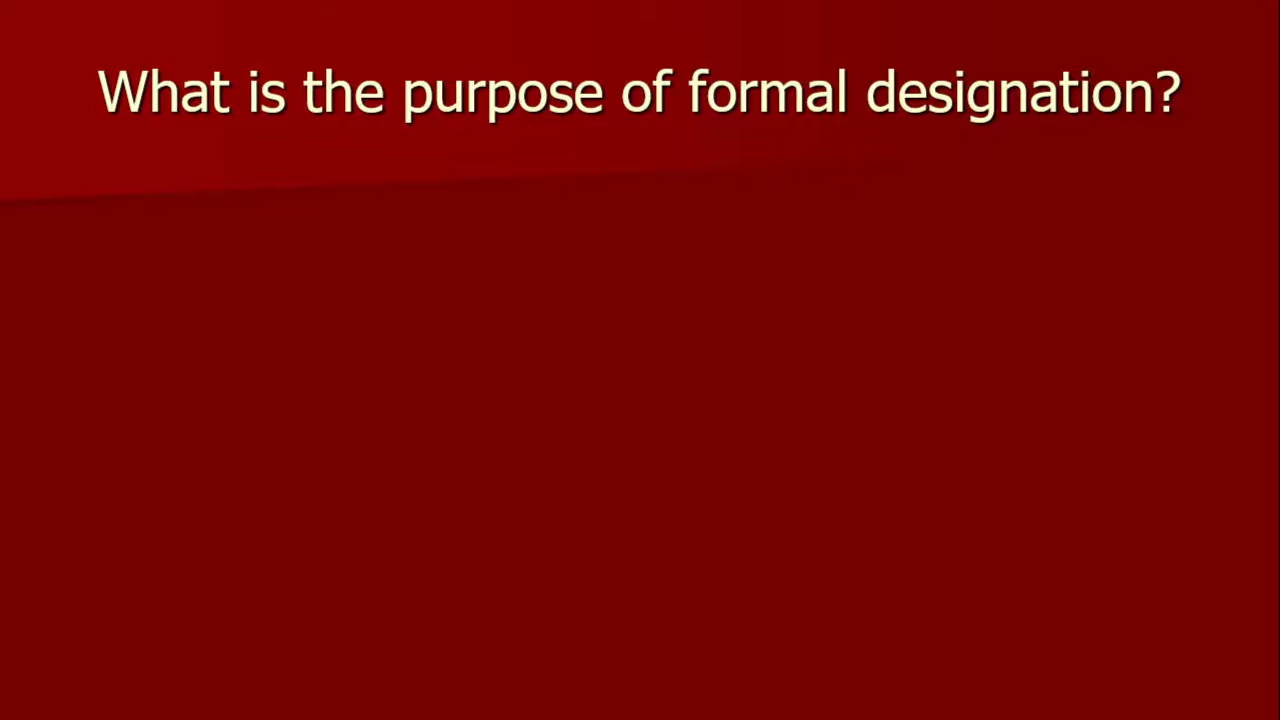 What is the purpose of formal designation?